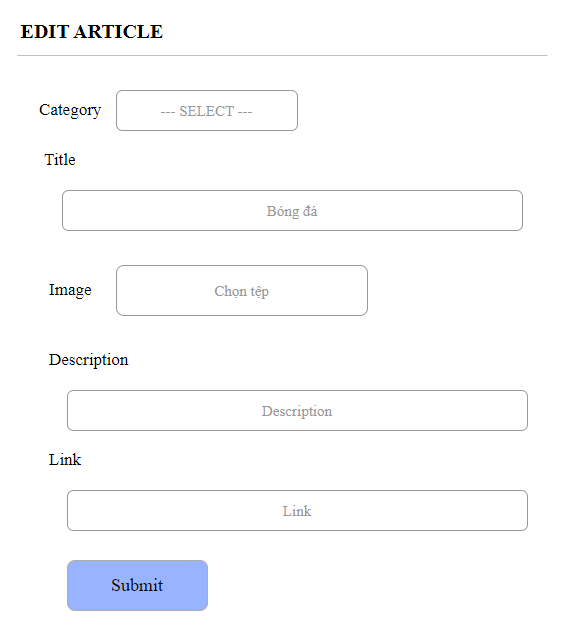 EDIT ARTICLE
Category
--- SELECT ---
Title
Bóng đá
Image
Chọn tệp
Description
Description
Link
Link
Submit